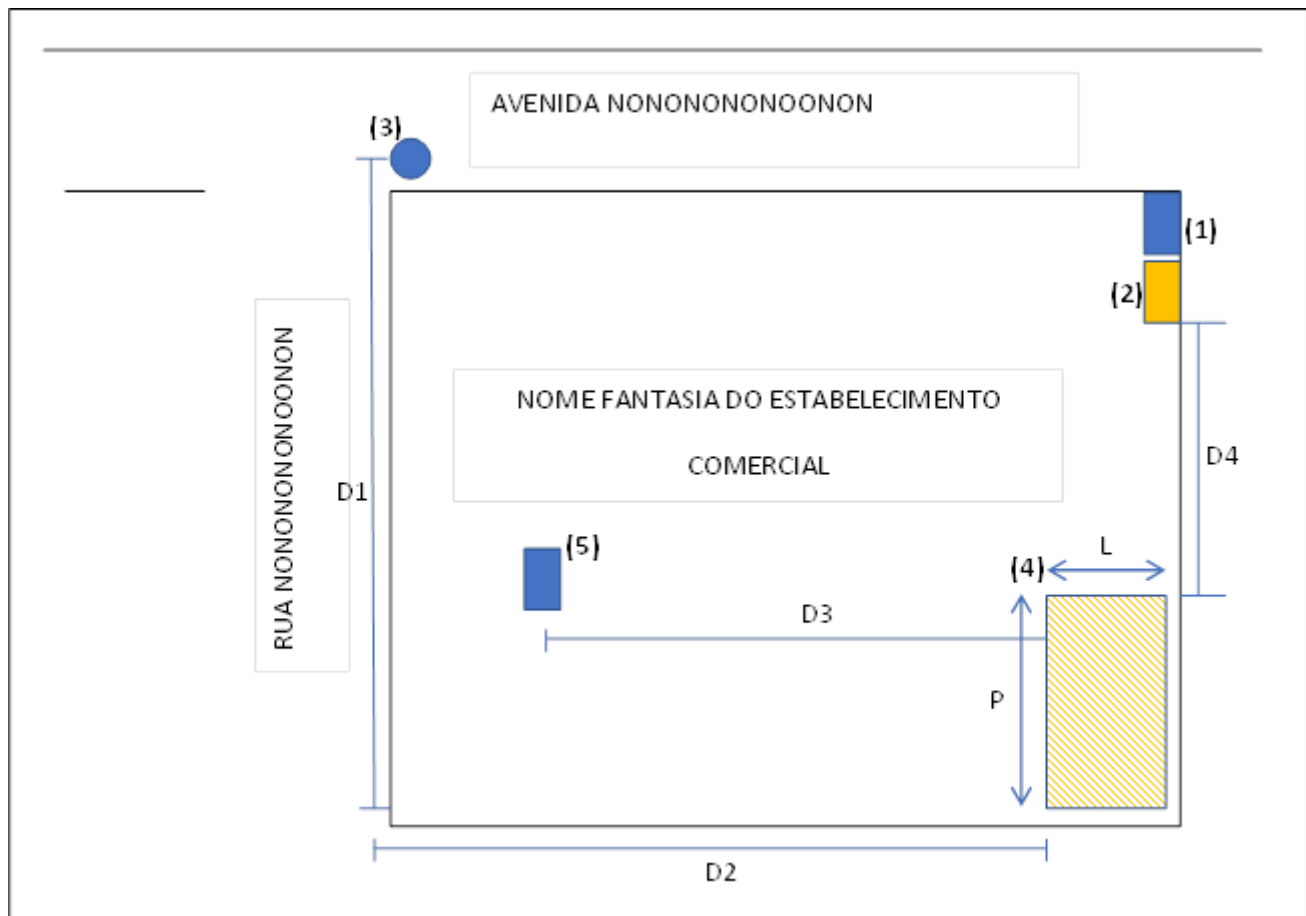 AVENIDA NONONONONOONON
(3)
(1)
(2)
RUA NONONONONOONON
NOME FANTASIA DO ESTABELECIMENTO
COMERCIAL
D4
D1
(5)
(4)
L
D3
P
D2